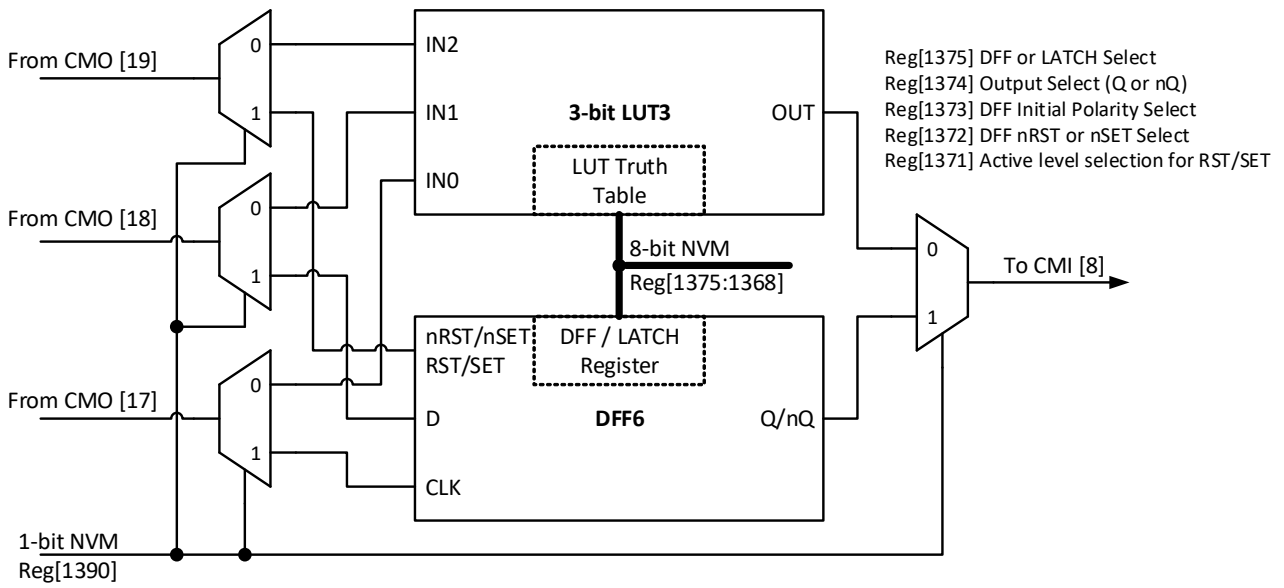 From CMO [19]
0
1
IN2
IN1
IN0
3-bit LUT3
OUT
LUT Truth
Table
Reg[1375] DFF or LATCH Select
Reg[1374] Output Select (Q or nQ)
Reg[1373] DFF Initial Polarity Select
Reg[1372] DFF nRST or nSET Select
Reg[1371] Active level selection for RST/SET
From CMO [18]
0
1
8-bit NVM
Reg[1375:1368]
0
1
To CMI [8]
nRST/nSET
RST/SET
DFF / LATCH
Register
From CMO [17]
0
1
D
DFF6
Q/nQ
CLK
1-bit NVM
Reg[1390]